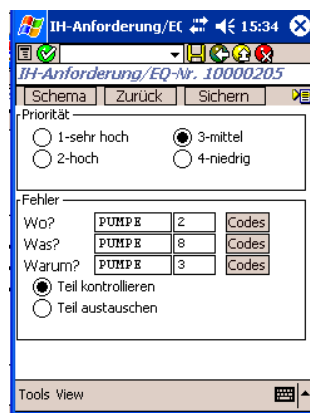 IH-Anforderung/E( 15:34
IH-Anforderung/EQ-Nr. 10000205
Schema Zurück Sichern
Priorität
1-sehr hoch 3-mittel
2-hoch 4-niedrig
Fehler
Wo? PUMPE 2 Codes
Was? PUMPE 8 Codes
Warum? PUMPE 3 Codes
Teil kontrollieren
Teil austauschen
Tools View